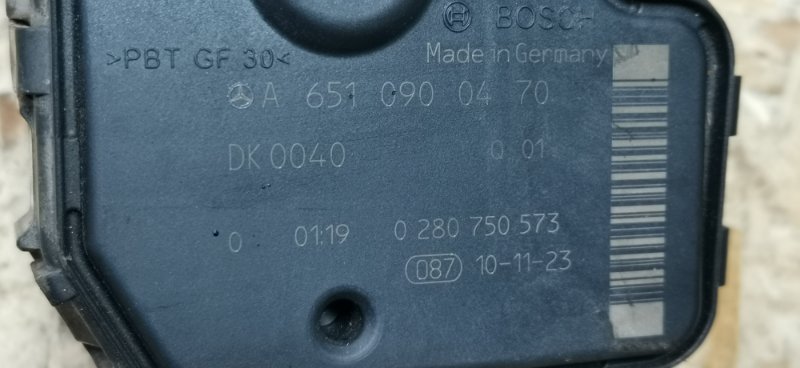 BOSCH
>PBT GF 30< Made in Germany
A 651 090 04 70
DK 0040 Q 01
0 01:19 0 280 750 573
087 10-11-23